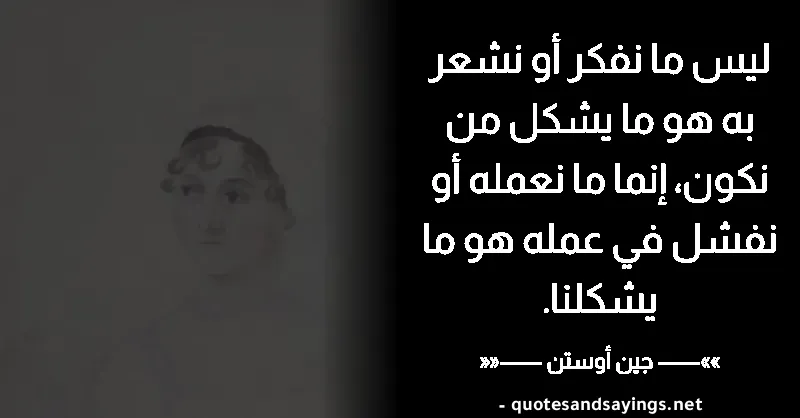 ليس ما نفكر أو نشعر
به هو ما يشكل من
نكون، إنما ما نعمله أو
نفشل في عمله هو ما
يشكلنا.
»»—— جين أوستن ——««
- quotesandsayings.net